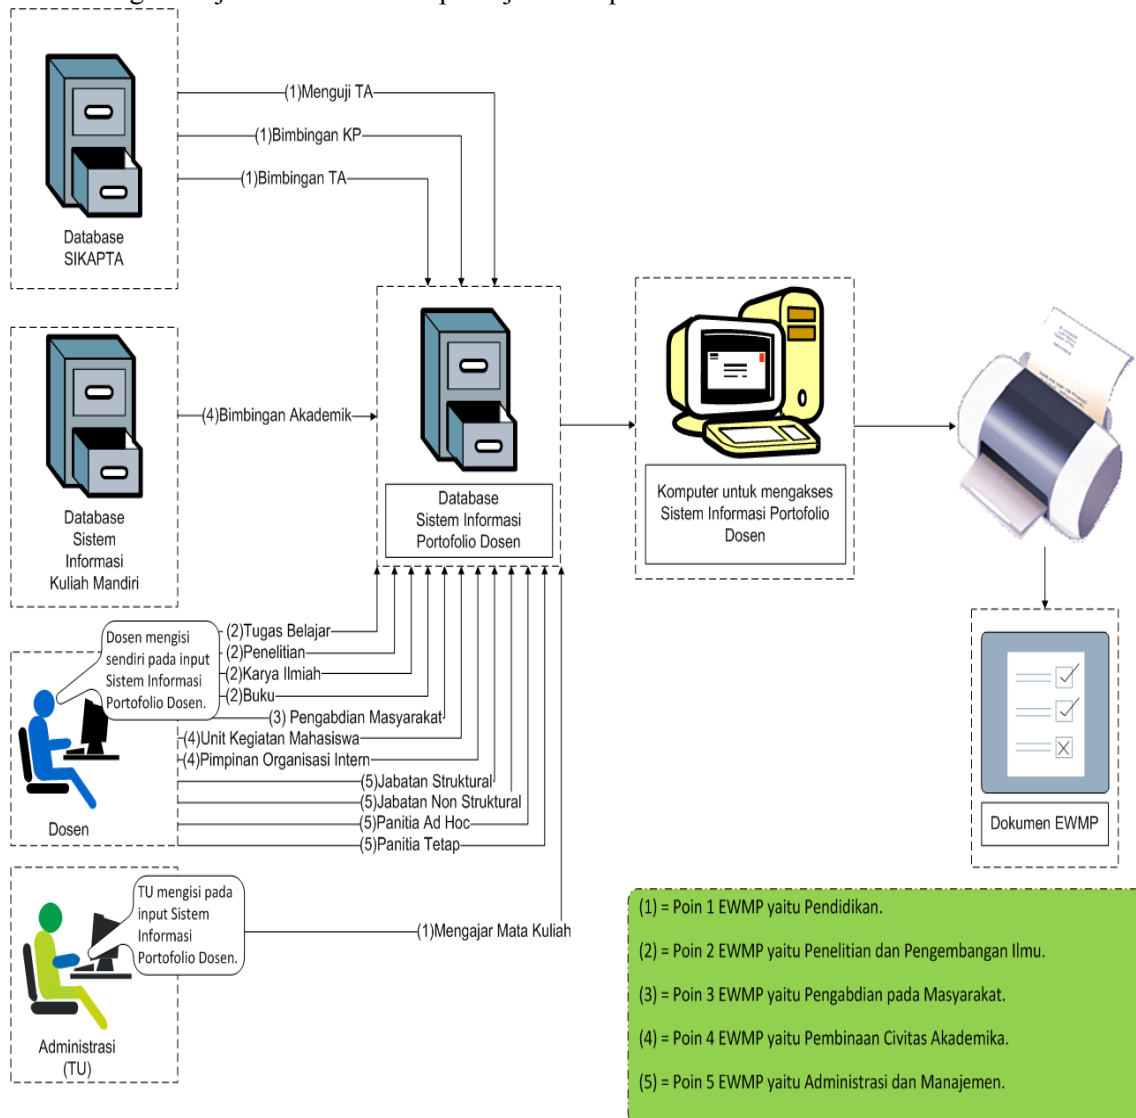 (1)Menguji TA
(1)Bimbingan KP
(1)Bimbingan TA
Database
SIKAPTA
(4)Bimbingan Akademik
Database
Sistem
Informasi
Kuliah Mandiri
Database
Sistem Informasi
Portofolio Dosen
Komputer untuk mengakses
Sistem Informasi Portofolio
Dosen
Dosen mengisi
sendiri pada input
Sistem Informasi
Portofolio Dosen.
(2)Tugas Belajar
(2)Penelitian
(2)Karya Ilmiah
(2)Buku
(3) Pengabdian Masyarakat
(4)Unit Kegiatan Mahasiswa
(4)Pimpinan Organisasi Intern
(5)Jabatan Struktural
(5)Jabatan Non Struktural
(5)Panitia Ad Hoc
(5)Panitia Tetap
Dosen
Dokumen EWMP
TU mengisi pada
input Sistem
Informasi
Portofolio Dosen.
(1)Mengajar Mata Kuliah
Administrasi
(TU)
(1) = Poin 1 EWMP yaitu Pendidikan.
(2) = Poin 2 EWMP yaitu Penelitian dan Pengembangan Ilmu.
(3) = Poin 3 EWMP yaitu Pengabdian pada Masyarakat.
(4) = Poin 4 EWMP yaitu Pembinaan Civitas Akademika.
(5) = Poin 5 EWMP yaitu Administrasi dan Manajemen.